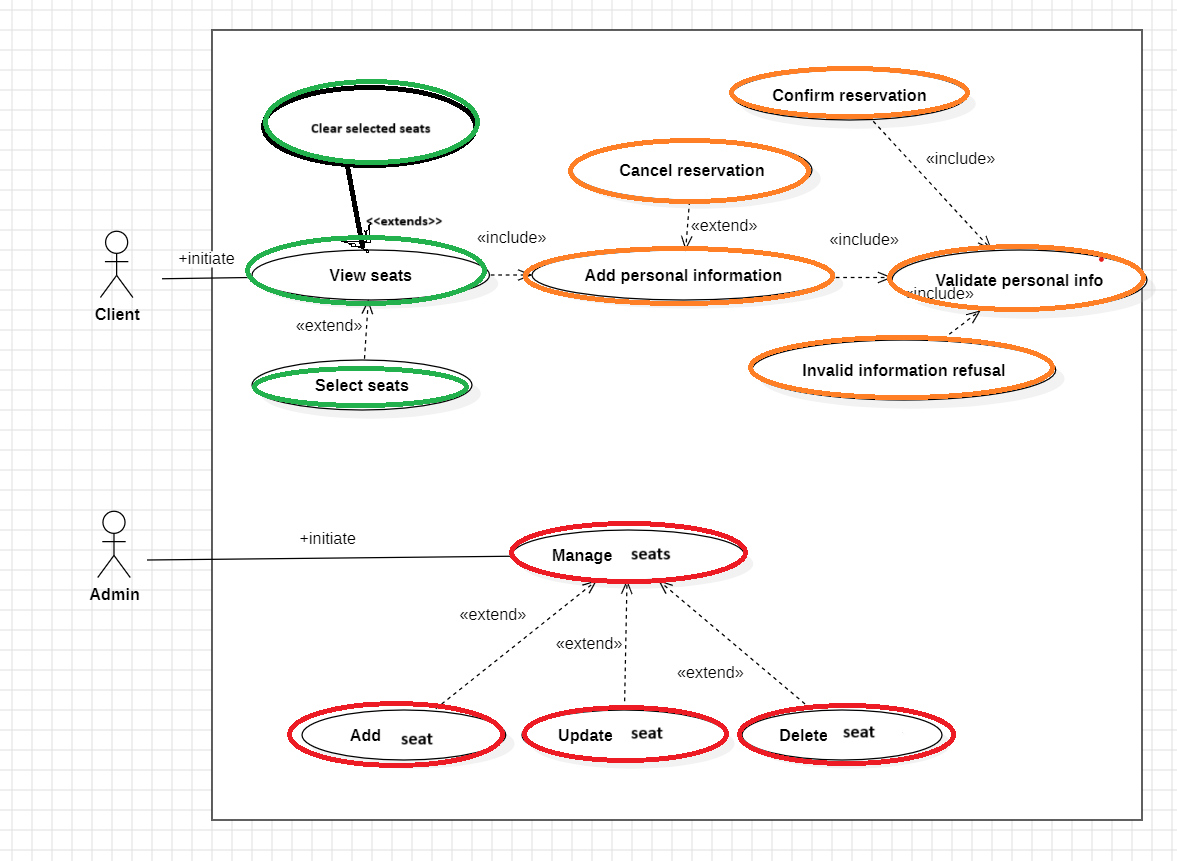 Confirm reservation
Clear selected seats
«include»
Cancel reservation
<<extends>>
«extend»
«include»
«include»
+initiate
View seats
Add personal information
Validate personal info
«include»
Client
«extend»
Select seats
Invalid information refusal
+initiate
Manage seats
Admin
«extend»
«extend»
«extend»
Add seat
Update seat
Delete seat